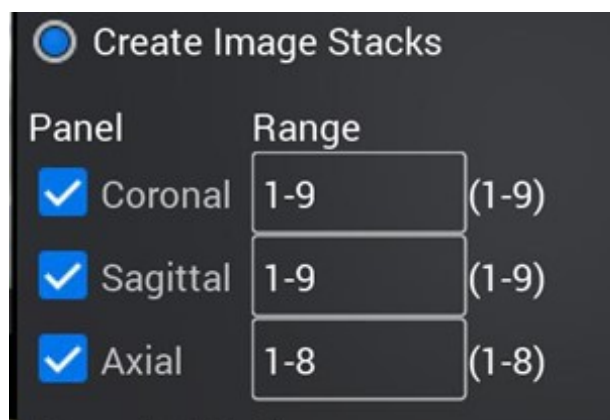 Create Image Stacks
Panel Range
Coronal 1-9 (1-9)
Sagittal 1-9 (1-9)
Axial 1-8 (1-8)